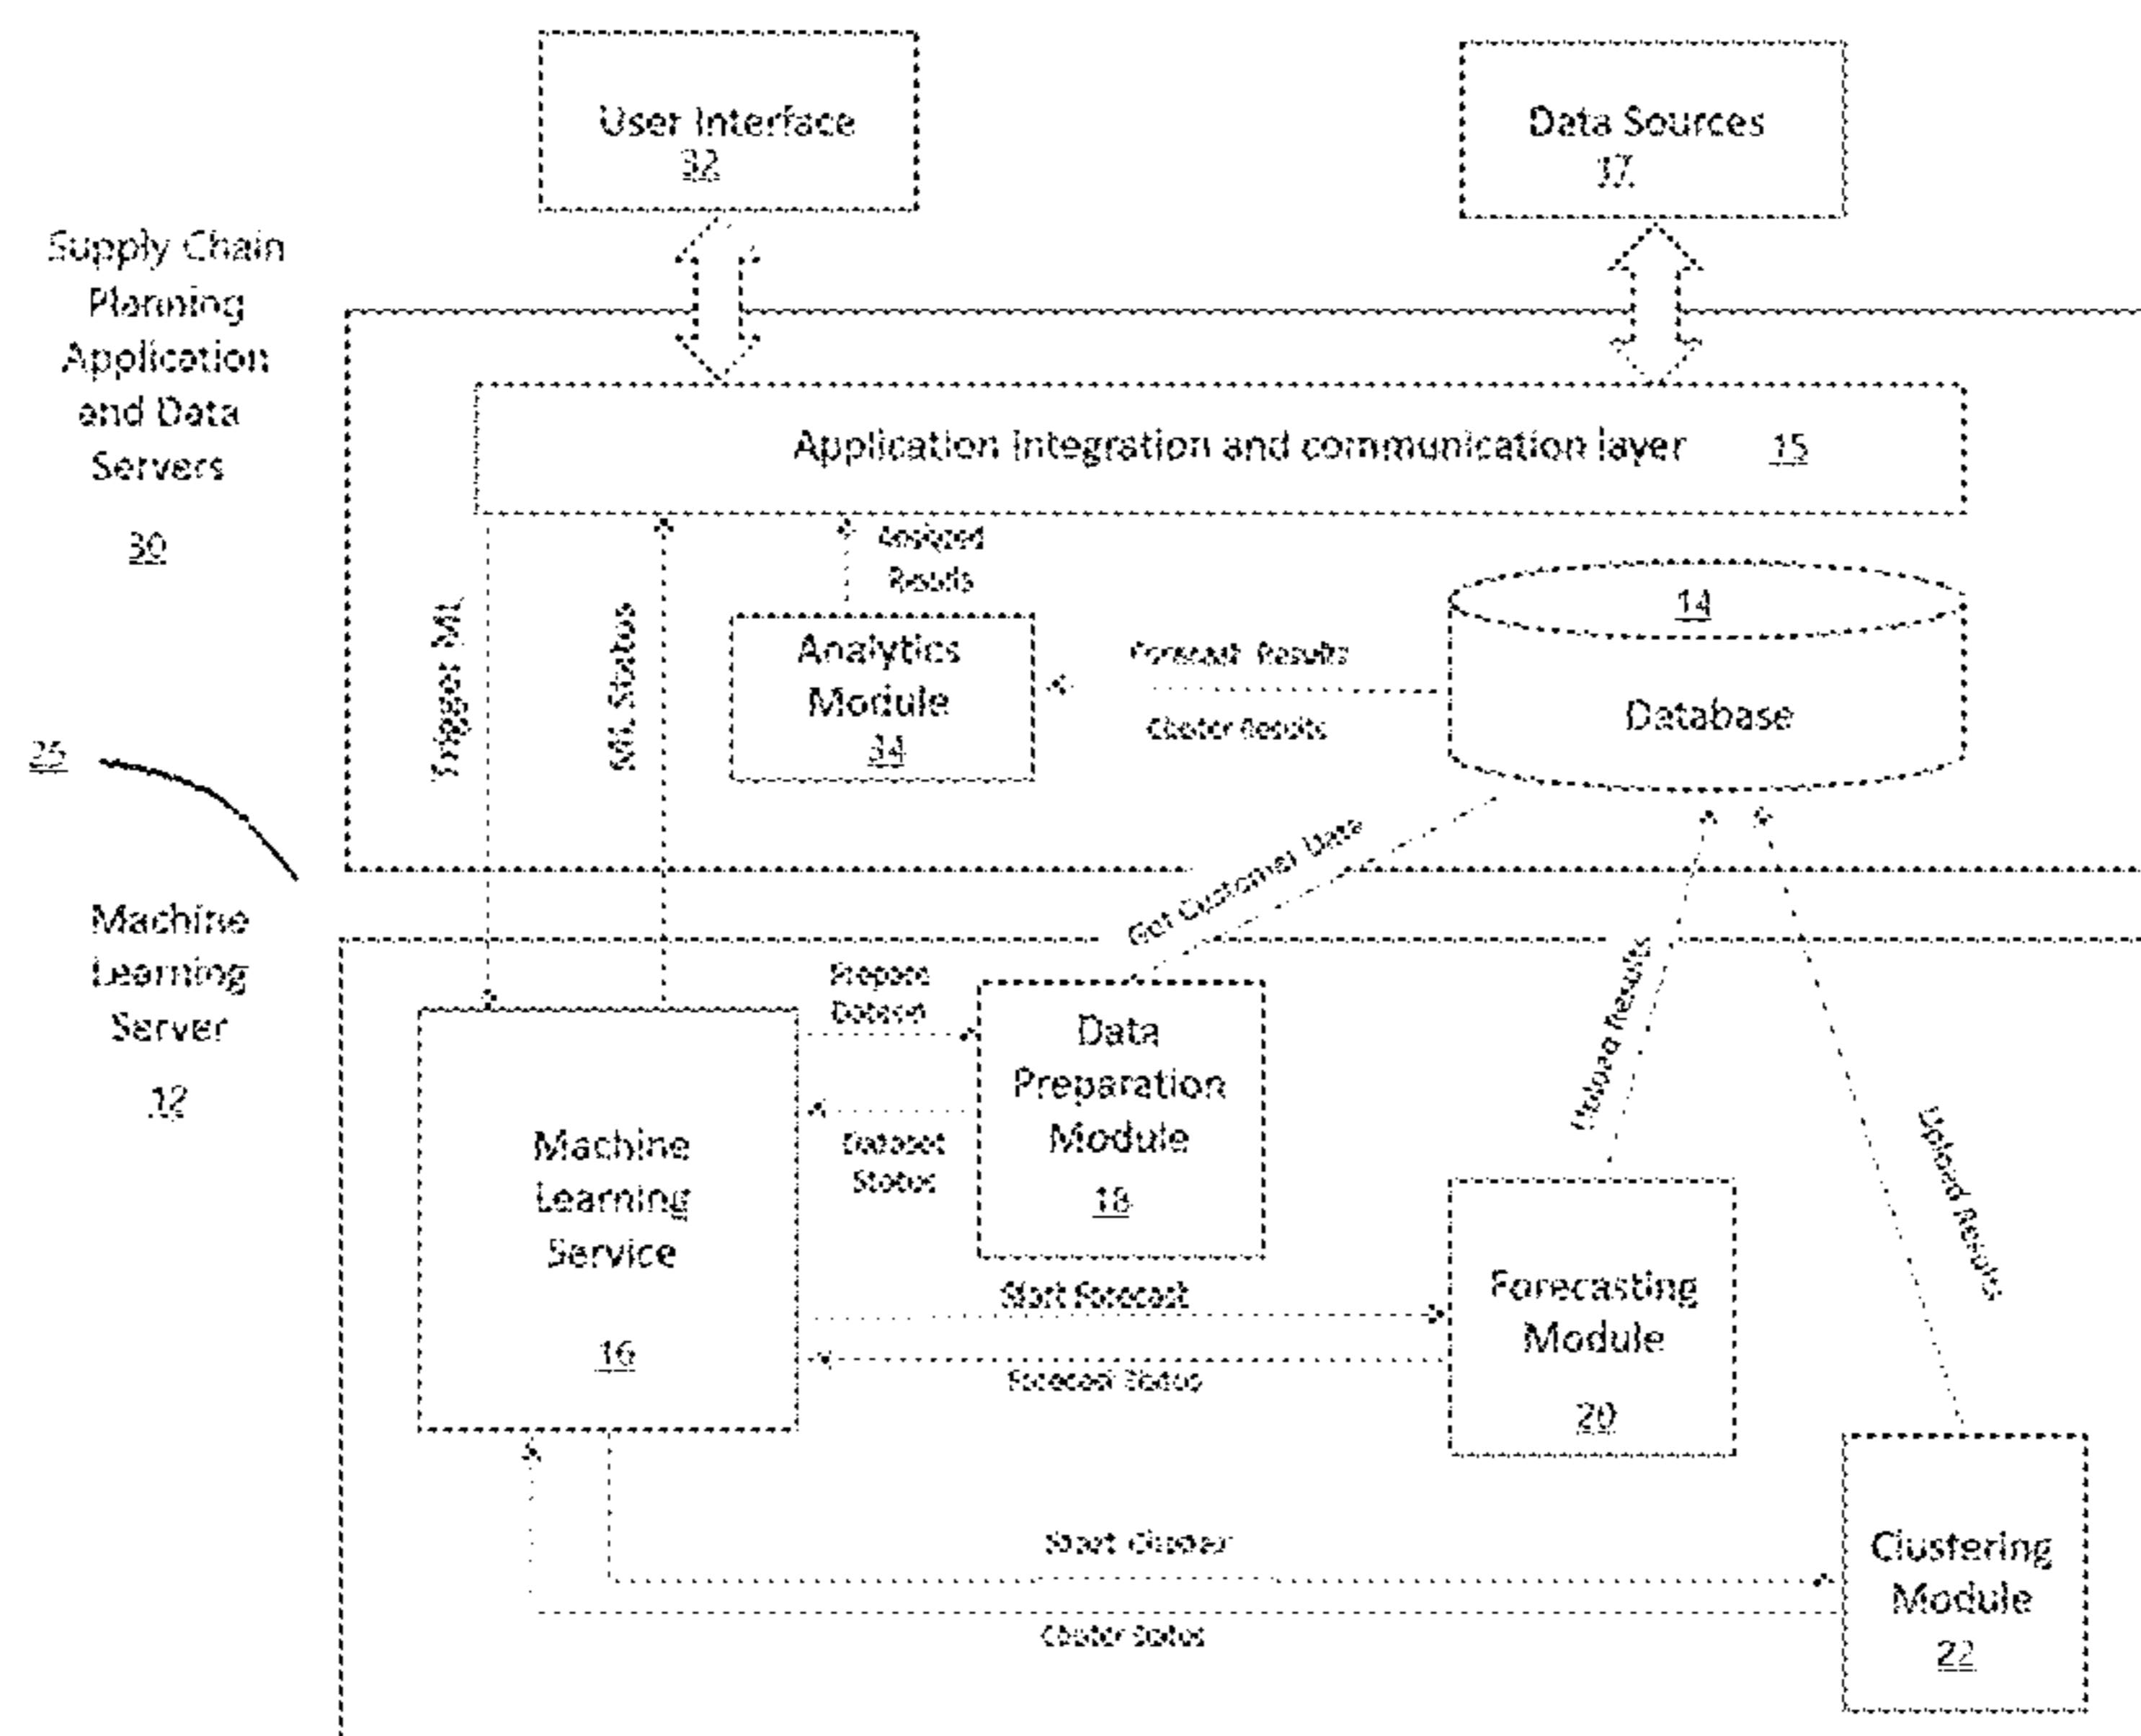 User Interface
32
Data Sources
17
Supply Chain
Planning
Application
and Data
Servers
30
Application integration and communication layer 15
Analyzed
Results
Trigger ML
ML Status
Analytics
Module
34
Forecast Results
Cluster Results
14
Database
25
Get Customer Data
Machine
Learning
Server
12
Prepare
Dataset
Data
Preparation
Module
18
Dataset
Status
Upload Results
Upload Results
Machine
Learning
Service
16
Start Forecast
Forecast Status
Forecasting
Module
20
Start Cluster
Cluster Status
Clustering
Module
22